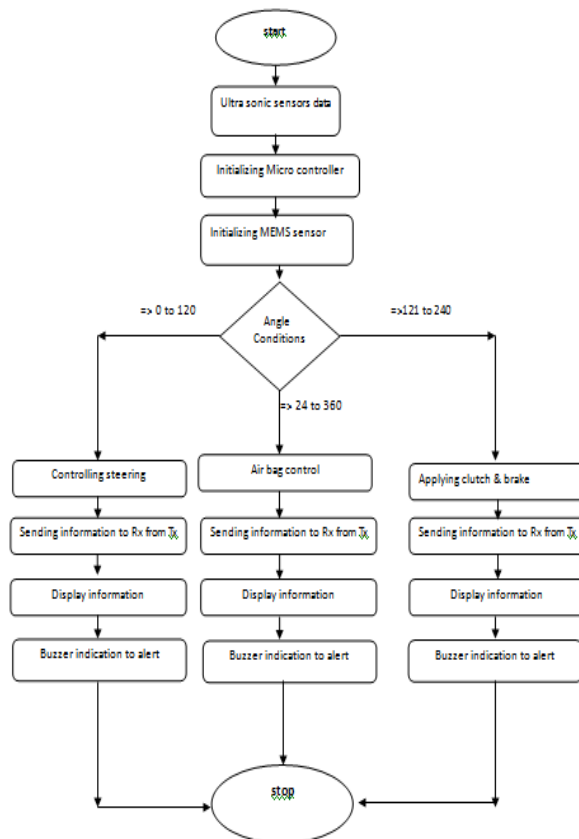 start
Ultra sonic sensors data
Initializing Micro controller
Initializing MEMS sensor
=> 0 to 120
Angle
Conditions
=>121 to 240
=> 24 to 360
Controlling steering
Air bag control
Applying clutch & brake
Sending information to Rx from Tx
Sending information to Rx from Tx
Sending information to Rx from Tx
Display information
Display information
Display information
Buzzer indication to alert
Buzzer indication to alert
Buzzer indication to alert
stop